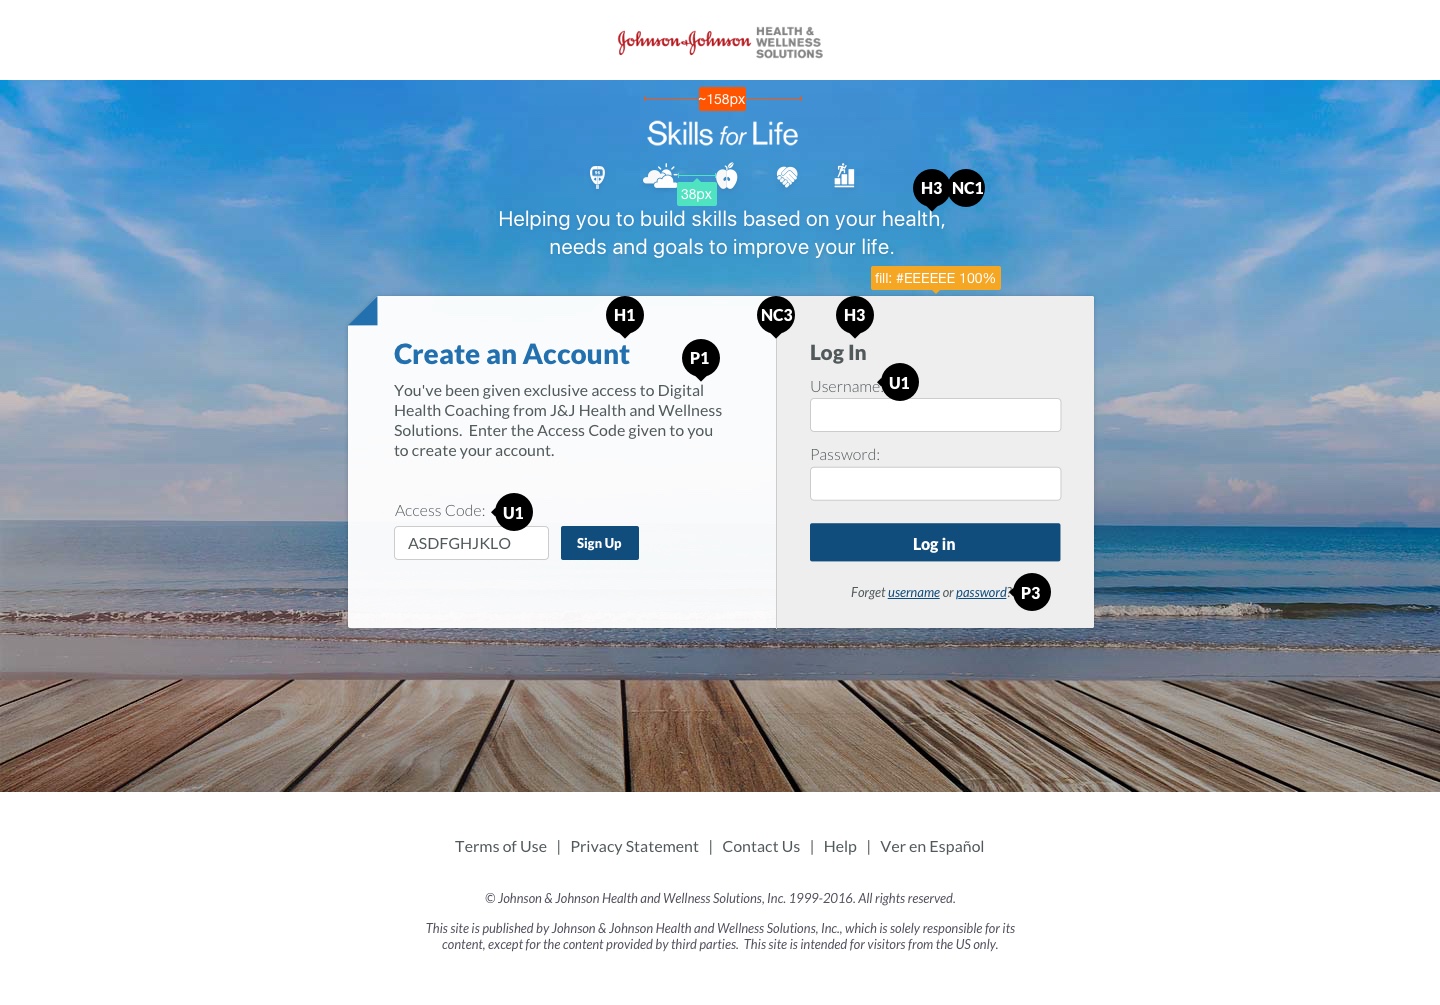 Johnson & Johnson HEALTH &
WELLNESS
SOLUTIONS
~158px
Skills for Life
38px
H3 NC1
Helping you to build skills based on your health,
needs and goals to improve your life.
fill: #EEEEEE 100%
H1
NC3
H3
Create an Account
P1
You've been given exclusive access to Digital
Health Coaching from J&J Health and Wellness
Solutions.  Enter the Access Code given to you
to create your account.
Access Code:
U1
ASDFGHJKLO
Sign Up
Log In
Username
U1
Password:
Log in
Forget username or password?
P3
Terms of Use | Privacy Statement | Contact Us | Help | Ver en Español
© Johnson & Johnson Health and Wellness Solutions, Inc. 1999-2016. All rights reserved.
This site is published by Johnson & Johnson Health and Wellness Solutions, Inc., which is solely responsible for its
content, except for the content provided by third parties.  This site is intended for visitors from the US only.